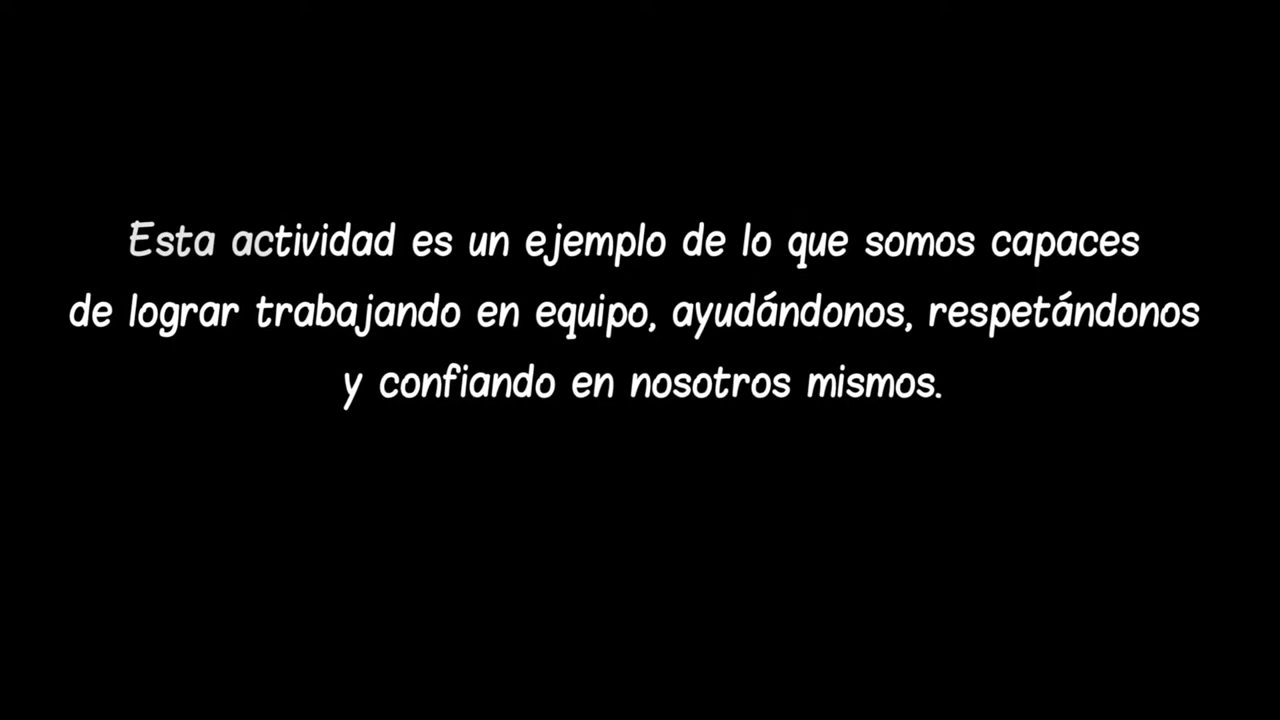 Esta actividad es un ejemplo de lo que somos capaces
de lograr trabajando en equipo, ayudándonos, respetándonos
y confiando en nosotros mismos.